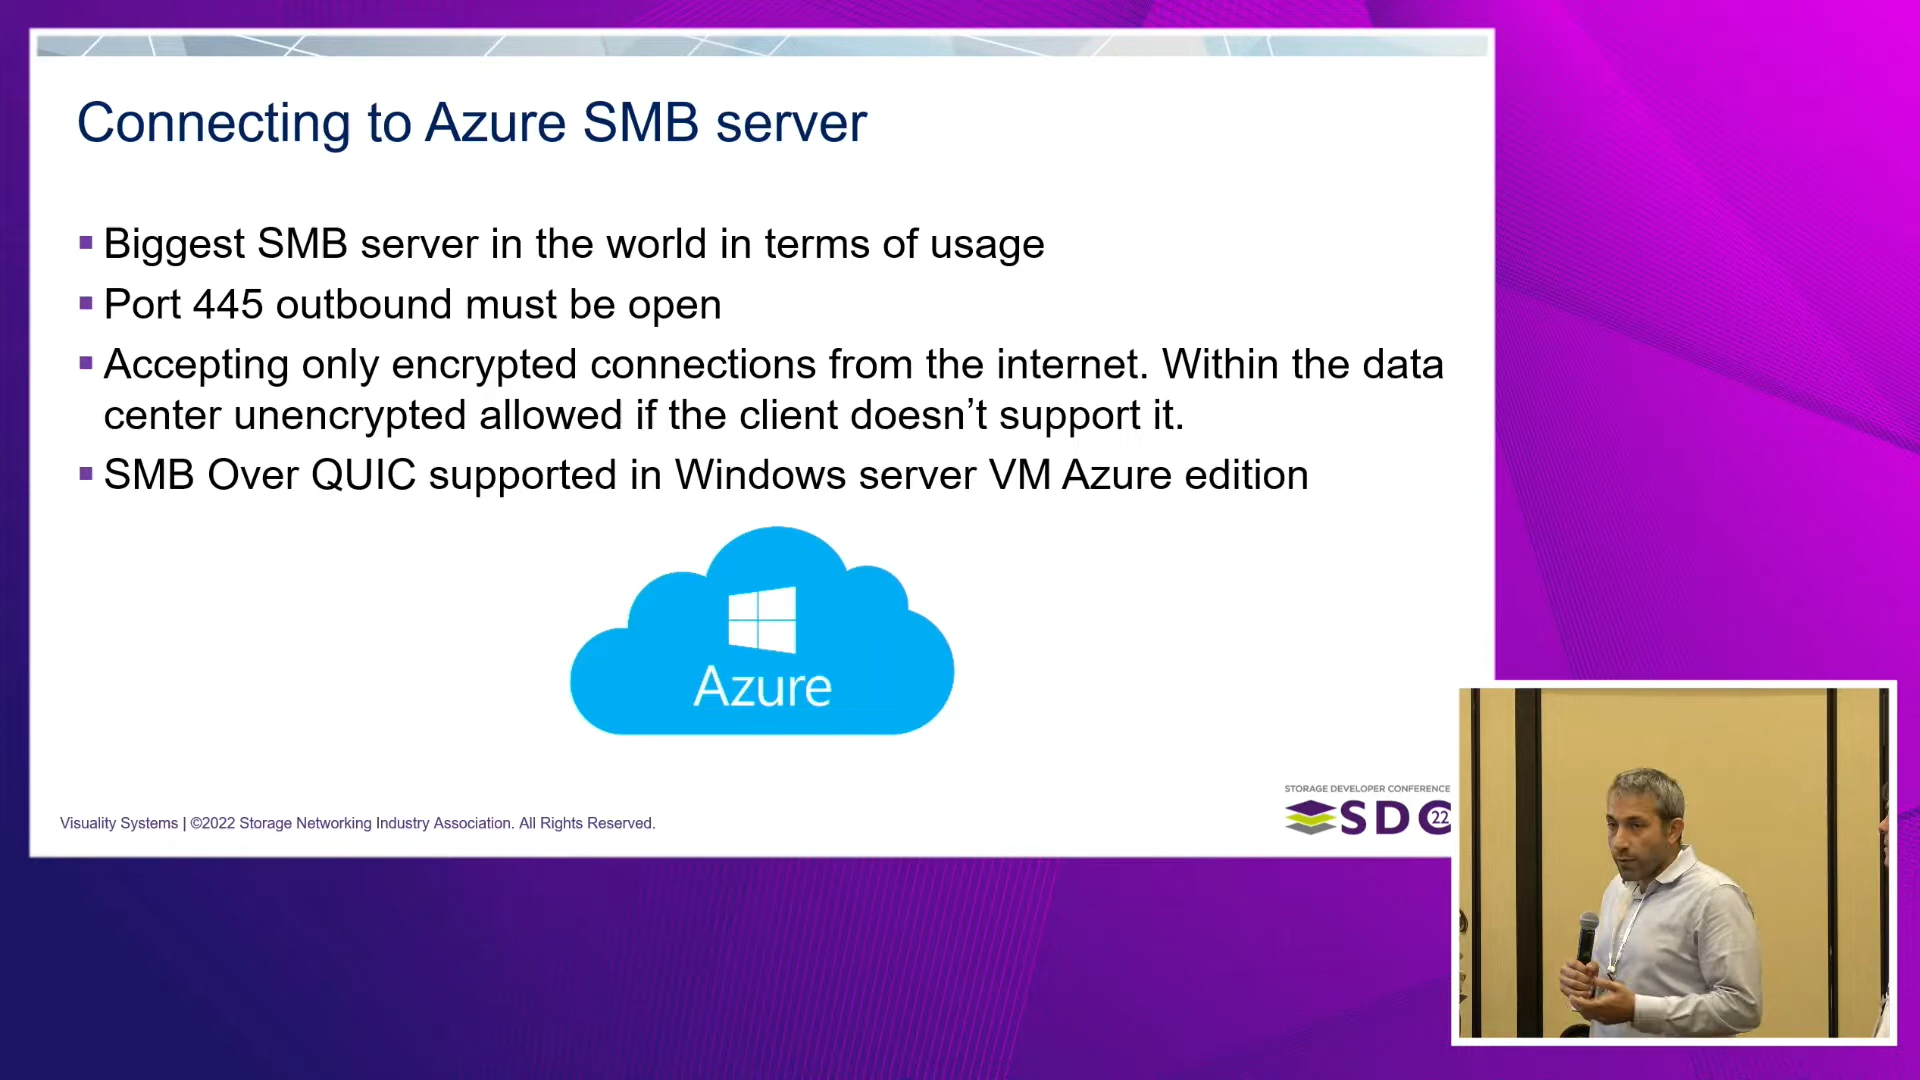 Connecting to Azure SMB server
▪ Biggest SMB server in the world in terms of usage
▪ Port 445 outbound must be open
▪ Accepting only encrypted connections from the internet. Within the data
center unencrypted allowed if the client doesn’t support it.
▪ SMB Over QUIC supported in Windows server VM Azure edition
Azure
Visuality Systems | ©2022 Storage Networking Industry Association. All Rights Reserved.
STORAGE DEVELOPER CONFERENCE
SDC 22